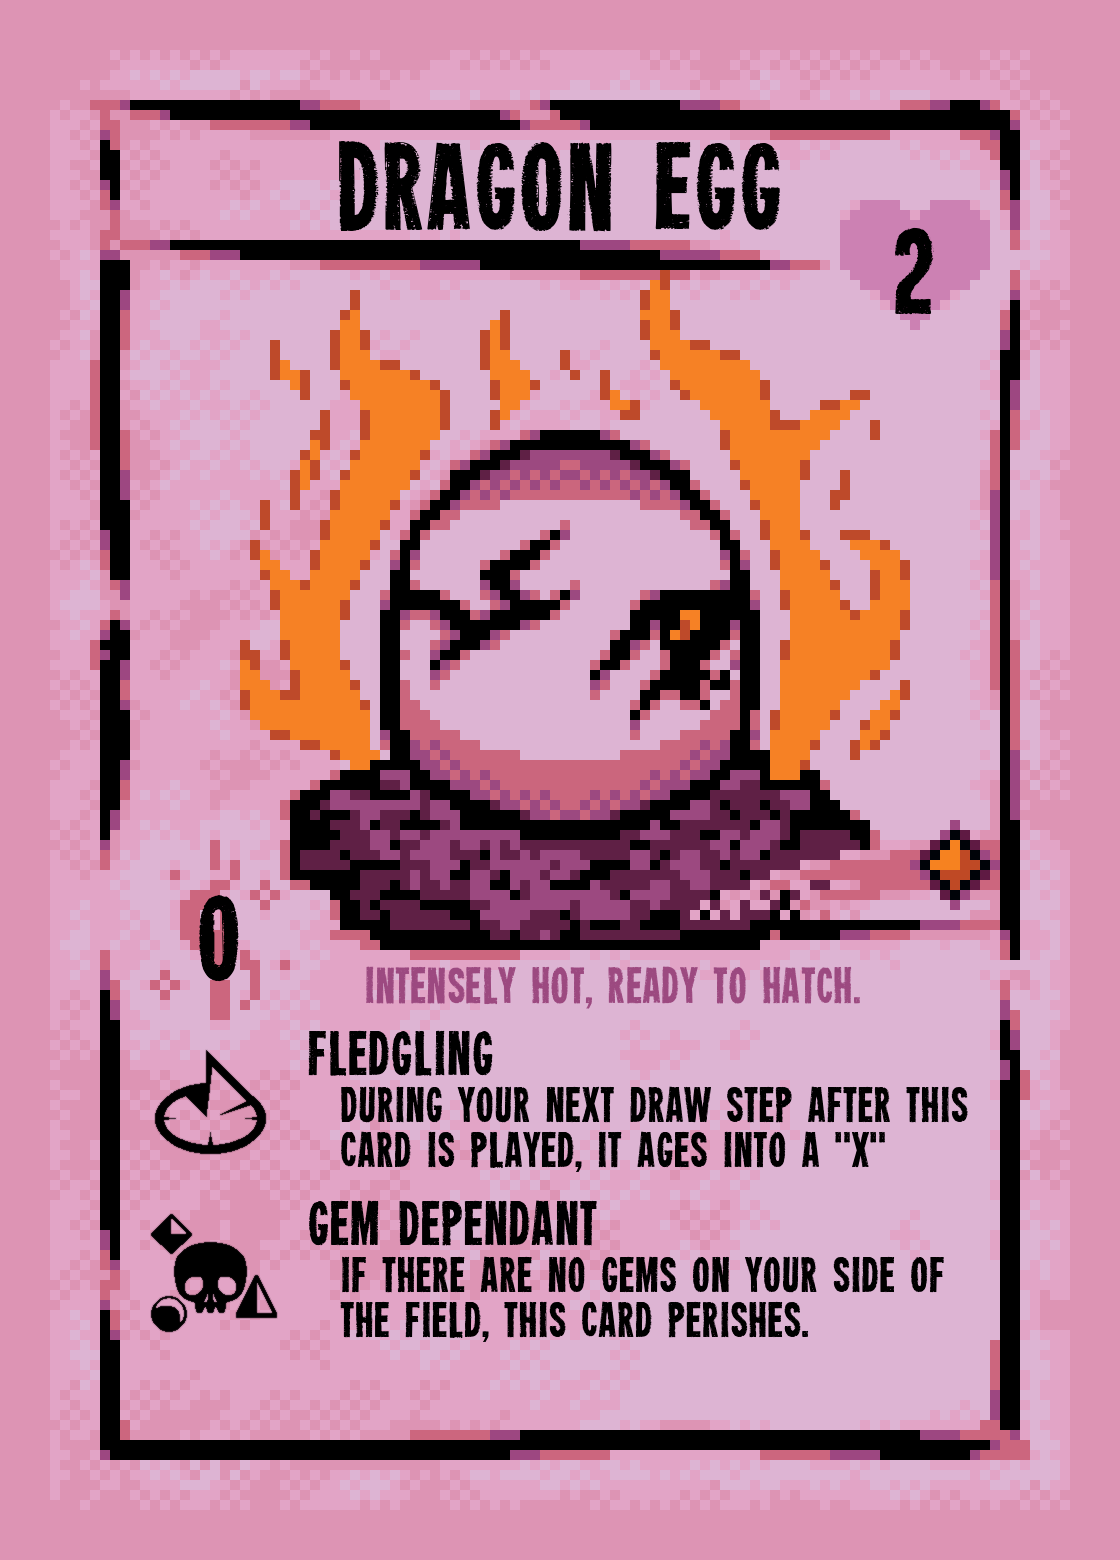 DRAGON EGG
2
0
INTENSELY HOT, READY TO HATCH.
FLEDGLING
DURING YOUR NEXT DRAW STEP AFTER THIS
CARD IS PLAYED, IT AGES INTO A "X"
GEM DEPENDANT
IF THERE ARE NO GEMS ON YOUR SIDE OF
THE FIELD, THIS CARD PERISHES.